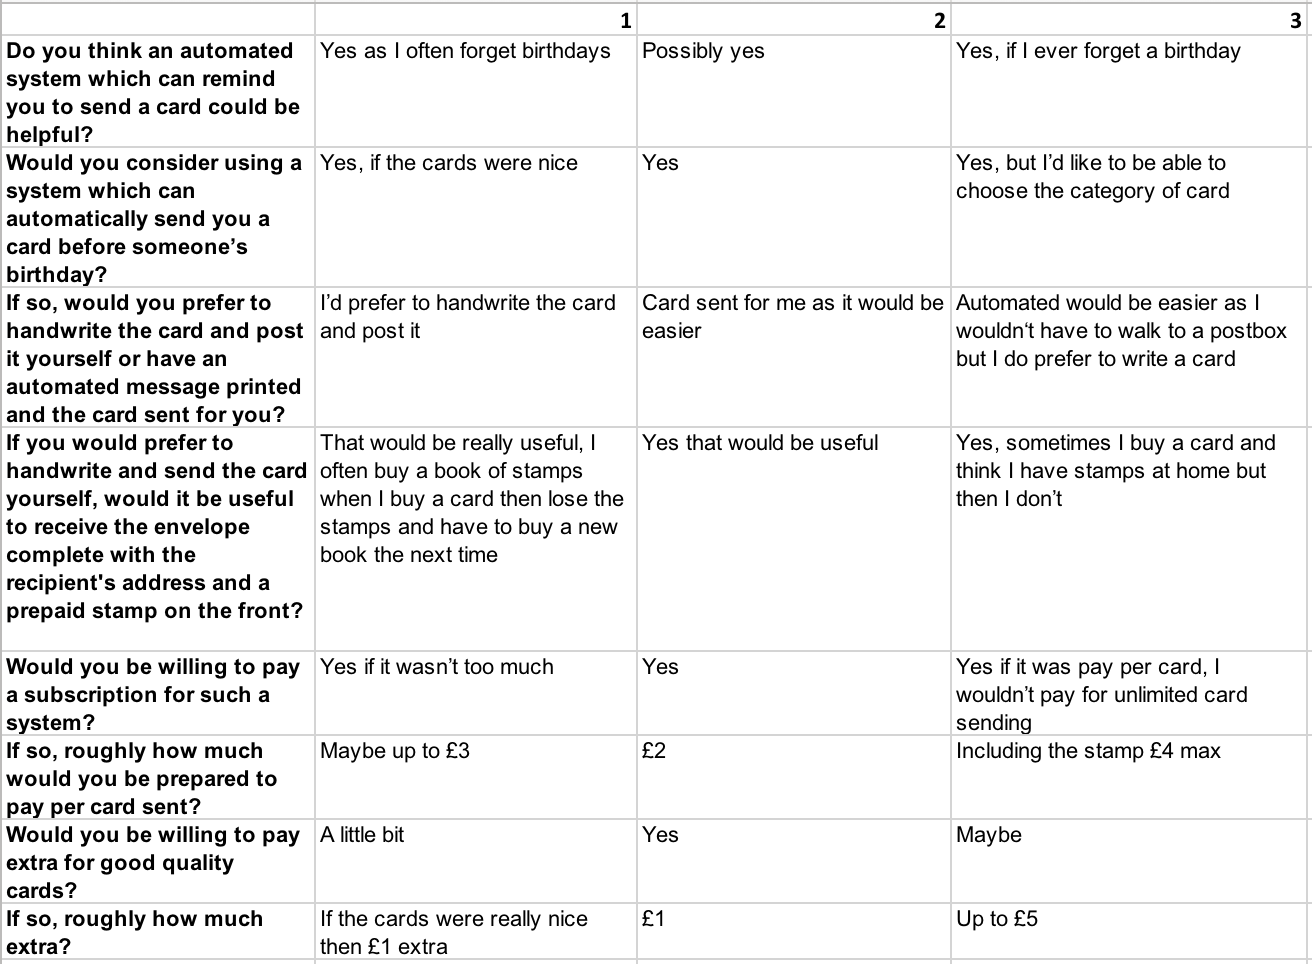 1 2 3
Do you think an automated
system which can remind
you to send a card could be
helpful?
Yes as I often forget birthdays
Possibly yes
Yes, if I ever forget a birthday
Would you consider using a
system which can
automatically send you a
card before someone’s
birthday?
Yes, if the cards were nice
Yes
Yes, but I’d like to be able to
choose the category of card
If so, would you prefer to
handwrite the card and post
it yourself or have an
automated message printed
and the card sent for you?
I’d prefer to handwrite the card
and post it
Card sent for me as it would be
easier
Automated would be easier as I
wouldn‘t have to walk to a postbox
but I do prefer to write a card
If you would prefer to
handwrite and send the card
yourself, would it be useful
to receive the envelope
complete with the
recipient's address and a
prepaid stamp on the front?
That would be really useful, I
often buy a book of stamps
when I buy a card then lose the
stamps and have to buy a new
book the next time
Yes that would be useful
Yes, sometimes I buy a card and
think I have stamps at home but
then I don’t
Would you be willing to pay
a subscription for such a
system?
Yes if it wasn’t too much
Yes
Yes if it was pay per card, I
wouldn’t pay for unlimited card
sending
If so, roughly how much
would you be prepared to
pay per card sent?
Maybe up to £3
£2
Including the stamp £4 max
Would you be willing to pay
extra for good quality
cards?
A little bit
Yes
Maybe
If so, roughly how much
extra?
If the cards were really nice
then £1 extra
£1
Up to £5